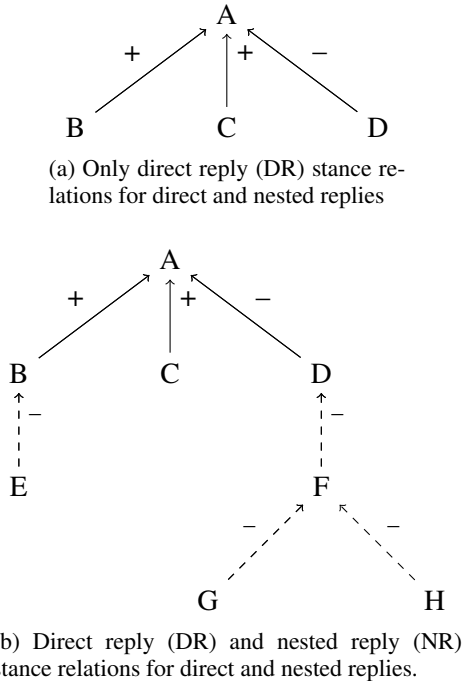 A
+ + −
B C D
(a) Only direct reply (DR) stance re-
lations for direct and nested replies
A
+ + −
B C D
− −
E F
− −
G H
b) Direct reply (DR) and nested reply (NR)
stance relations for direct and nested replies.